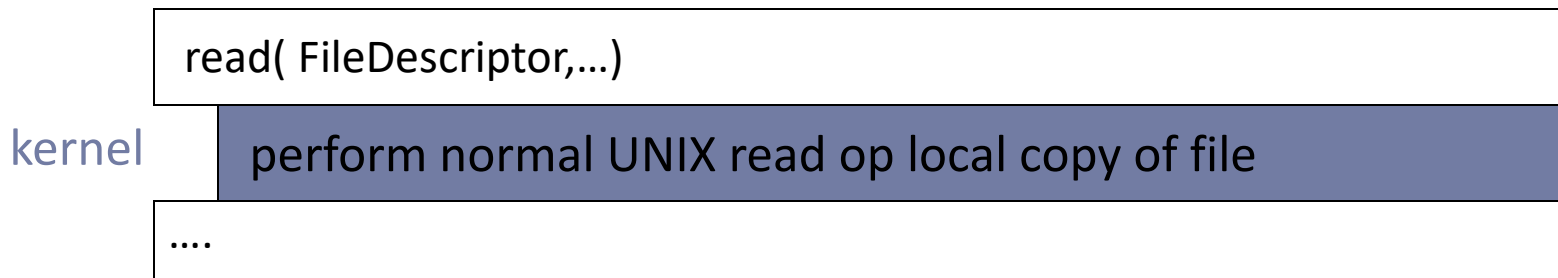 read( FileDescriptor,…)
kernel
perform normal UNIX read op local copy of file
….